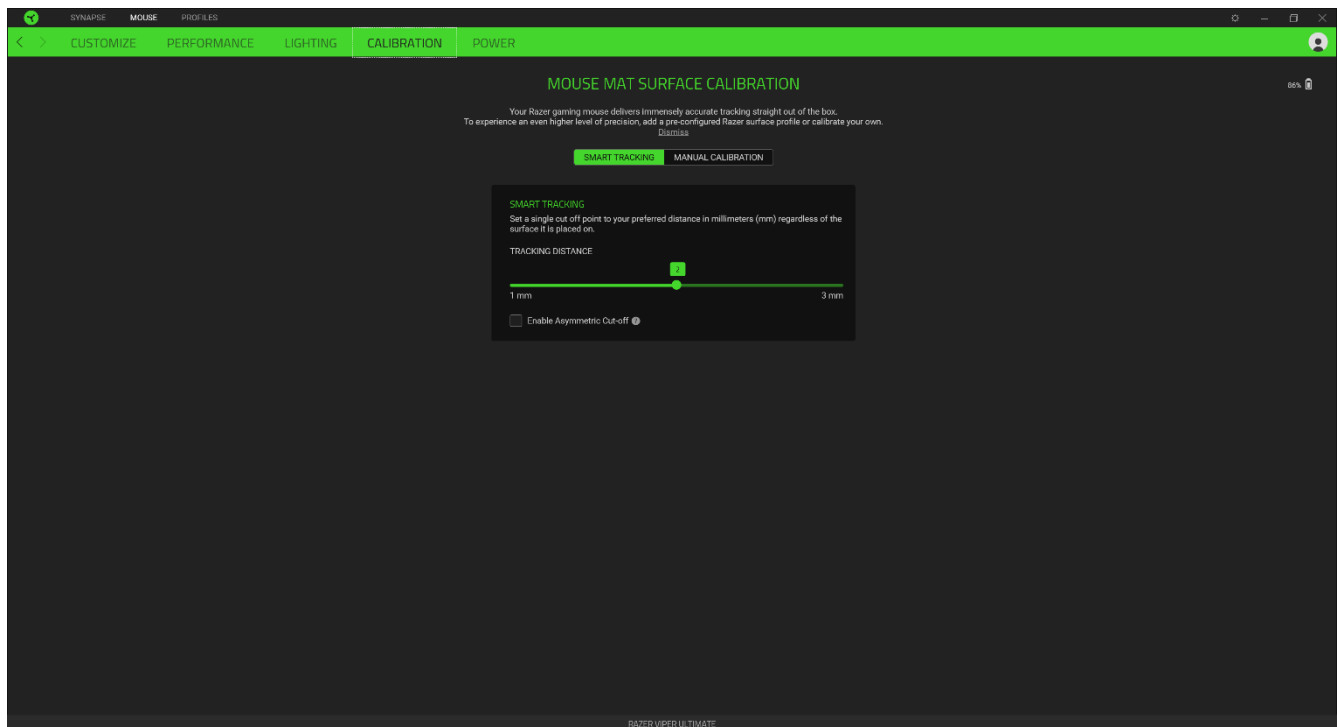 SYNAPSE MOUSE PROFILES
CUSTOMIZE PERFORMANCE LIGHTING CALIBRATION POWER
MOUSE MAT SURFACE CALIBRATION
86%
Your Razer gaming mouse delivers immensely accurate tracking straight out of the box.
To experience an even higher level of precision, add a pre-configured Razer surface profile or calibrate your own.
Dismiss
SMART TRACKING MANUAL CALIBRATION
SMART TRACKING
Set a single cut off point to your preferred distance in millimeters (mm) regardless of the
surface it is placed on.
TRACKING DISTANCE
2
1 mm 3 mm
Enable Asymmetric Cut-off ?
RAZER VIPER ULTIMATE